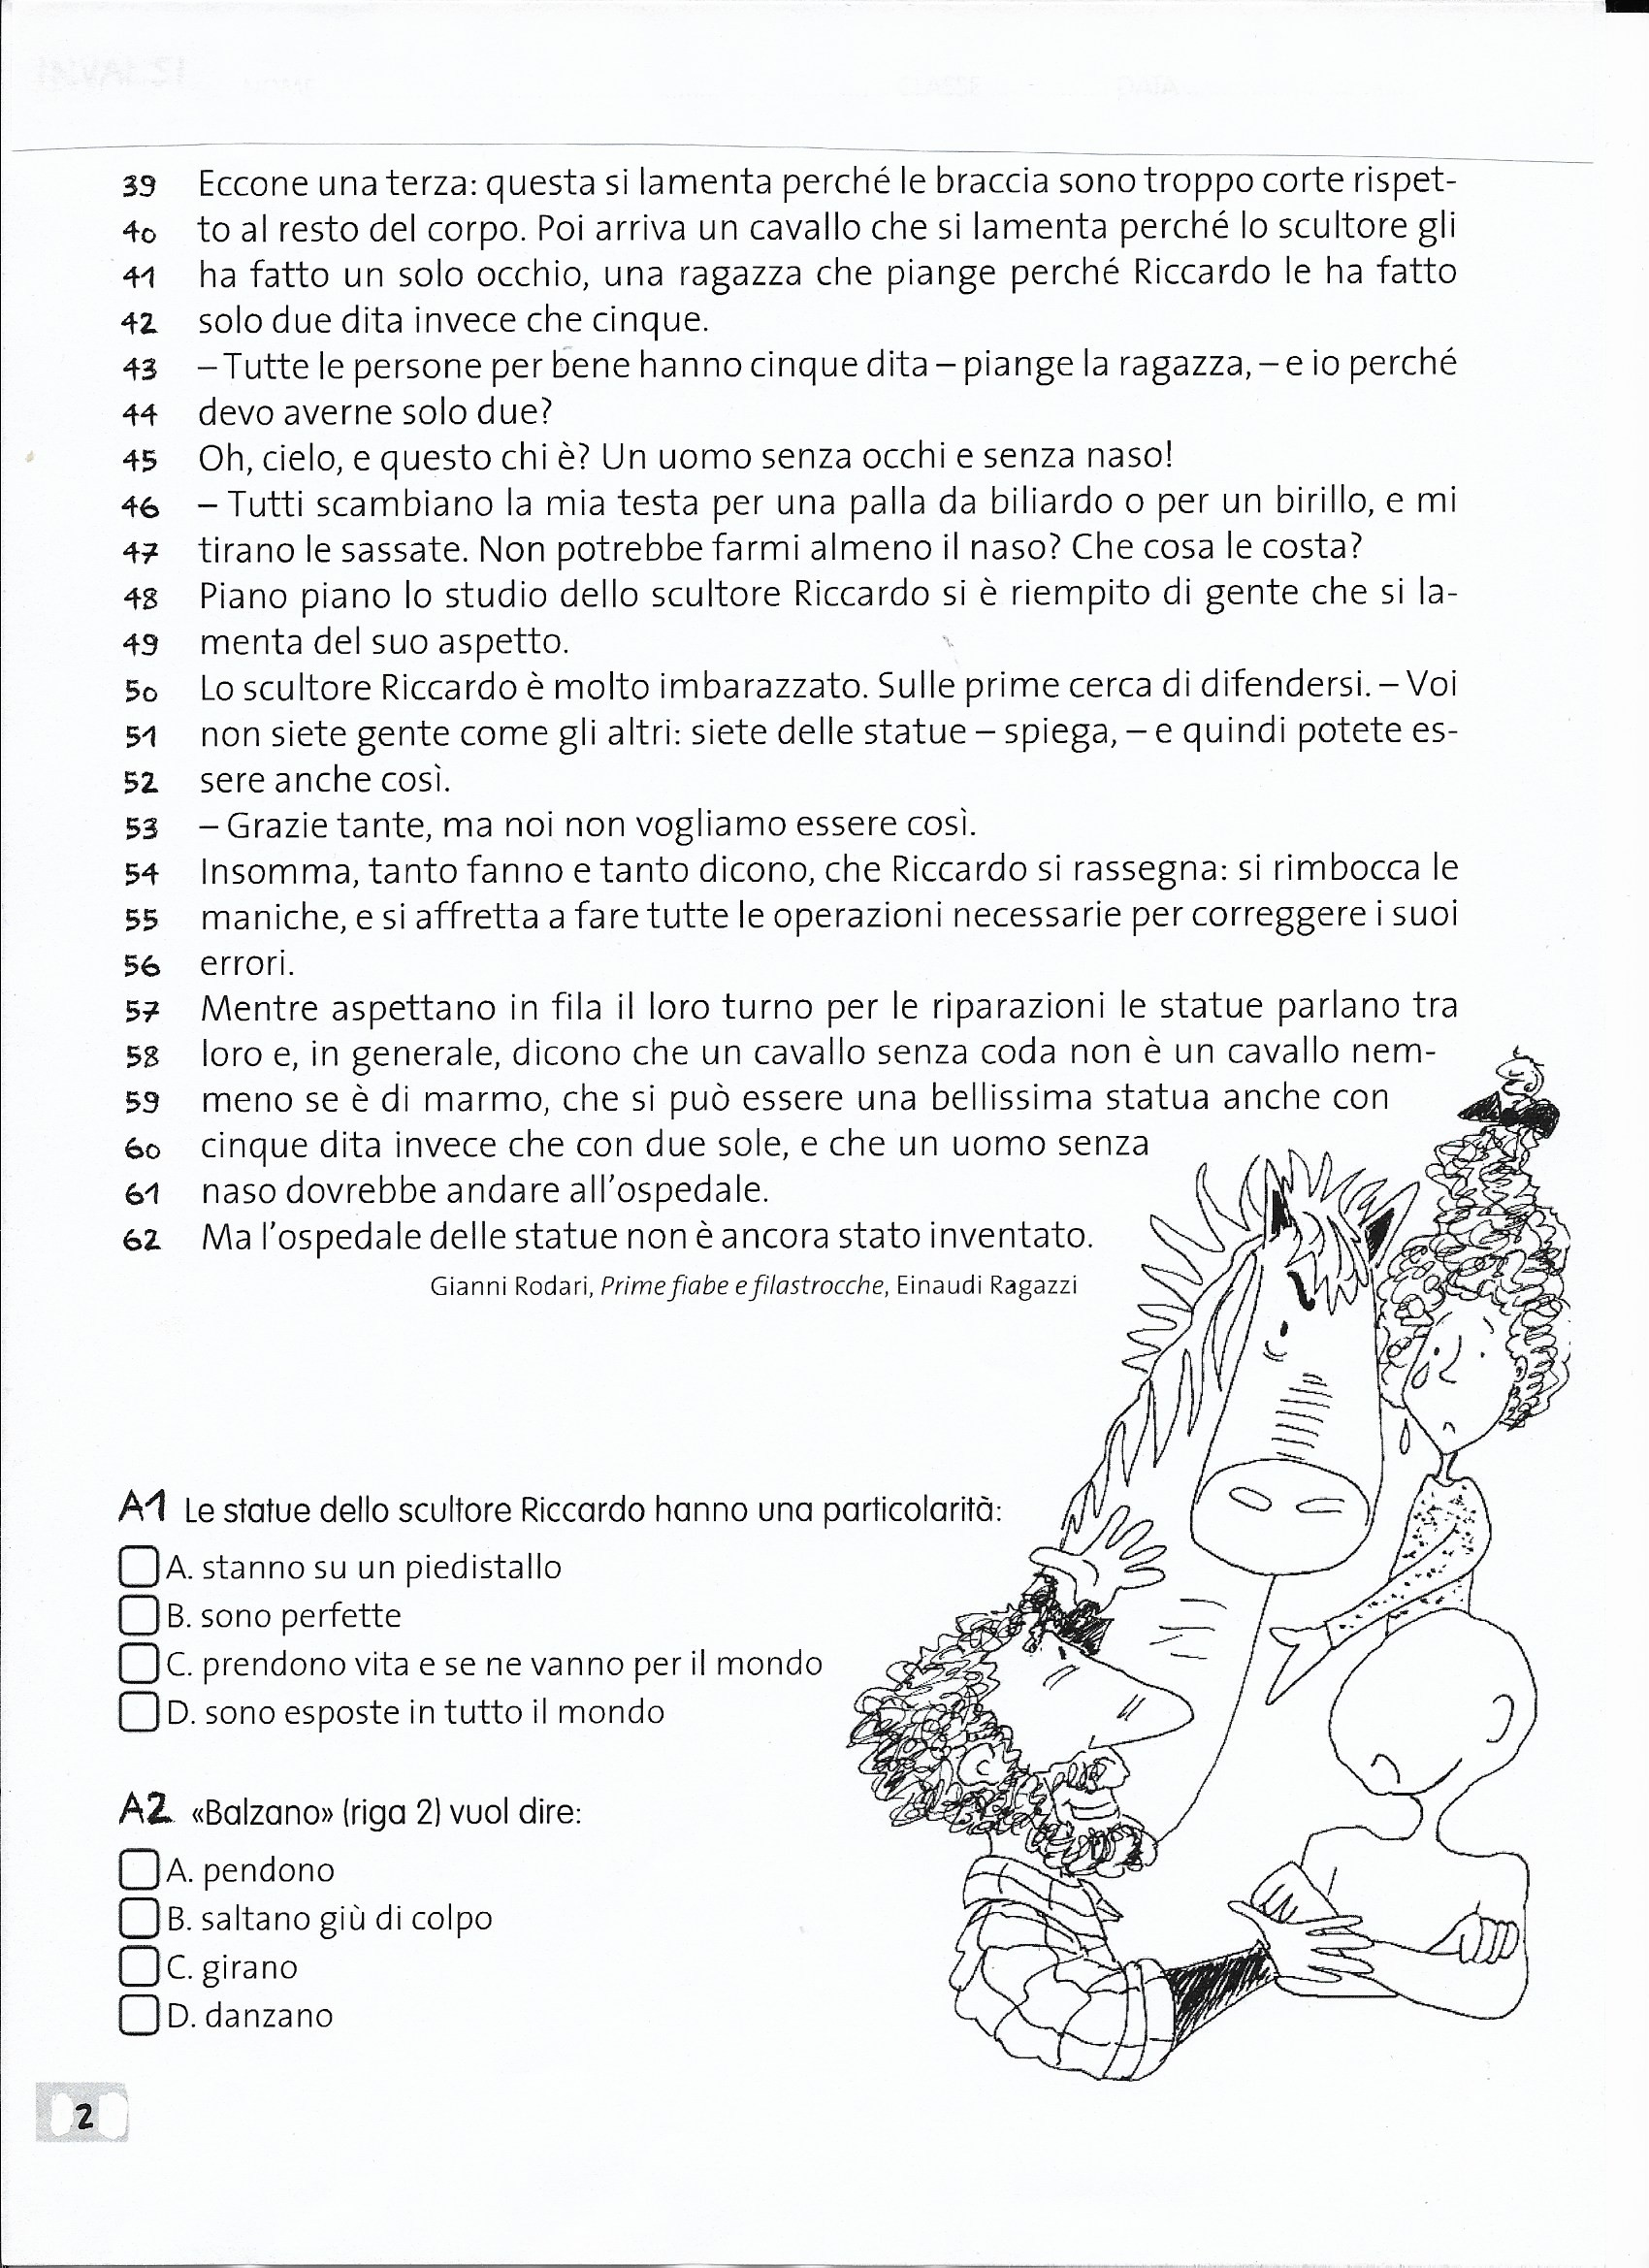 39 Eccone una terza: questa si lamenta perché le braccia sono troppo corte rispet-
40 to al resto del corpo. Poi arriva un cavallo che si lamenta perché lo scultore gli
41 ha fatto un solo occhio, una ragazza che piange perché Riccardo le ha fatto
42 solo due dita invece che cinque.
43 – Tutte le persone per bene hanno cinque dita – piange la ragazza, – e io perché
44 devo averne solo due?
45 Oh, cielo, e questo chi è? Un uomo senza occhi e senza naso!
46 – Tutti scambiano la mia testa per una palla da biliardo o per un birillo, e mi
47 tirano le sassate. Non potrebbe farmi almeno il naso? Che cosa le costa?
48 Piano piano lo studio dello scultore Riccardo si è riempito di gente che si la-
49 menta del suo aspetto.
50 Lo scultore Riccardo è molto imbarazzato. Sulle prime cerca di difendersi. – Voi
51 non siete gente come gli altri: siete delle statue – spiega, – e quindi potete es-
52 sere anche così.
53 – Grazie tante, ma noi non vogliamo essere così.
54 Insomma, tanto fanno e tanto dicono, che Riccardo si rassegna: si rimbocca le
55 maniche, e si affretta a fare tutte le operazioni necessarie per correggere i suoi
56 errori.
57 Mentre aspettano in fila il loro turno per le riparazioni le statue parlano tra
58 loro e, in generale, dicono che un cavallo senza coda non è un cavallo nem-
59 meno se è di marmo, che si può essere una bellissima statua anche con
60 cinque dita invece che con due sole, e che un uomo senza
61 naso dovrebbe andare all'ospedale.
62 Ma l'ospedale delle statue non è ancora stato inventato.
Gianni Rodari, Prime fiabe e filastrocche, Einaudi Ragazzi
A1 Le statue dello scultore Riccardo hanno una particolarità:
A. stanno su un piedistallo
B. sono perfette
C. prendono vita e se ne vanno per il mondo
D. sono esposte in tutto il mondo
A2 «Balzano» (riga 2) vuol dire:
A. pendono
B. saltano giù di colpo
C. girano
D. danzano
2